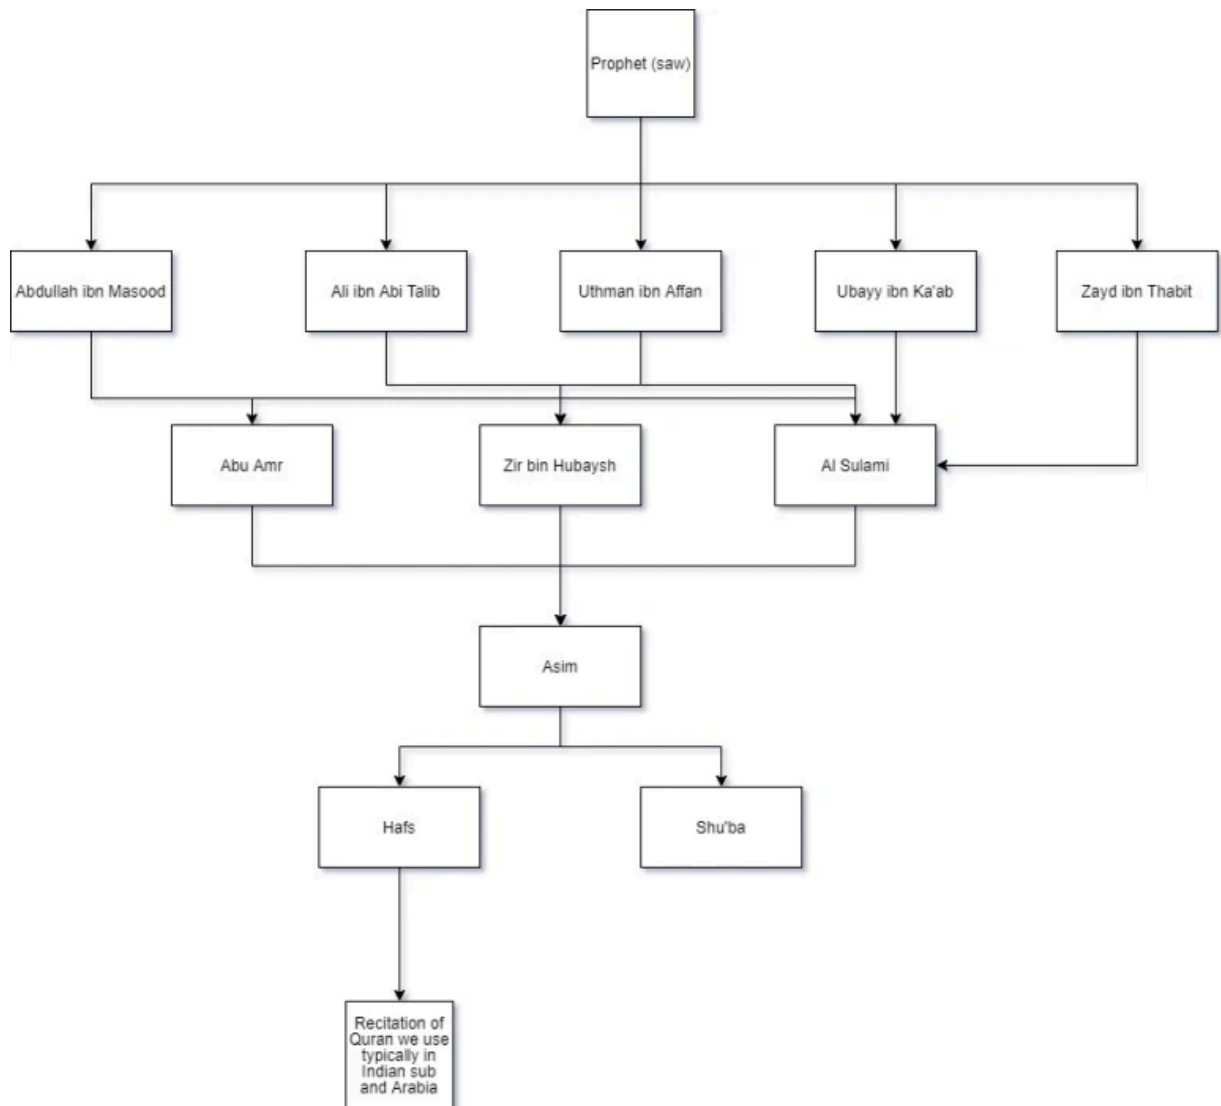 Prophet (saw)
Abdullah ibn Masood
Ali ibn Abi Talib
Uthman ibn Affan
Ubayy ibn Ka'ab
Zayd ibn Thabit
Abu Amr
Zir bin Hubaysh
Al Sulami
Asim
Hafs
Shu'ba
Recitation of
Quran we use
typically in
Indian sub
and Arabia